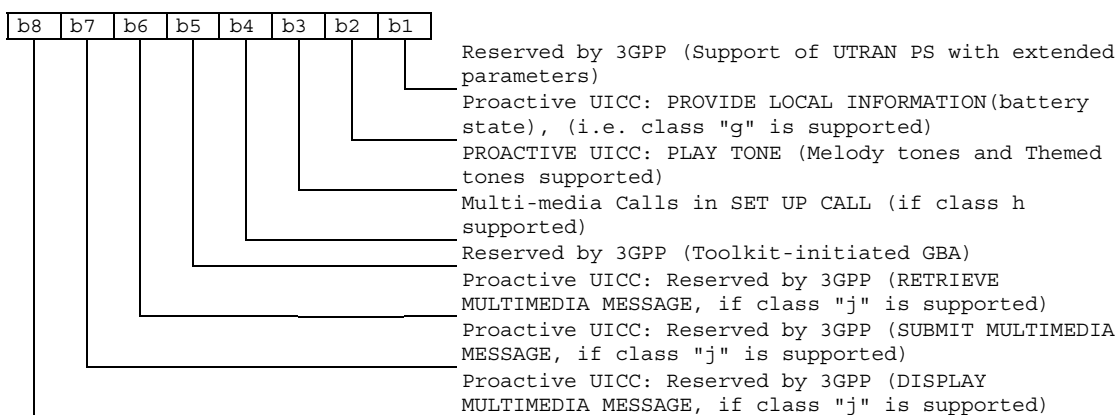 b8 b7 b6 b5 b4 b3 b2 b1
Reserved by 3GPP (Support of UTRAN PS with extended
parameters)
Proactive UICC: PROVIDE LOCAL INFORMATION(battery
state), (i.e. class "g" is supported)
PROACTIVE UICC: PLAY TONE (Melody tones and Themed
tones supported)
Multi-media Calls in SET UP CALL (if class h
supported)
Reserved by 3GPP (Toolkit-initiated GBA)
Proactive UICC: Reserved by 3GPP (RETRIEVE
MULTIMEDIA MESSAGE, if class "j" is supported)
Proactive UICC: Reserved by 3GPP (SUBMIT MULTIMEDIA
MESSAGE, if class "j" is supported)
Proactive UICC: Reserved by 3GPP (DISPLAY
MULTIMEDIA MESSAGE, if class "j" is supported)